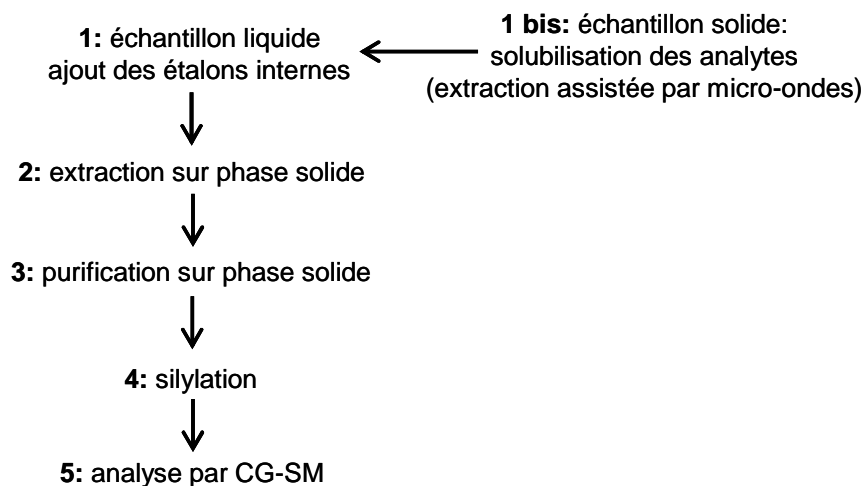 1: échantillon liquide
ajout des étalons internes
1 bis: échantillon solide:
solubilisation des analytes
(extraction assistée par micro-ondes)
2: extraction sur phase solide
3: purification sur phase solide
4: silylation
5: analyse par CG-SM